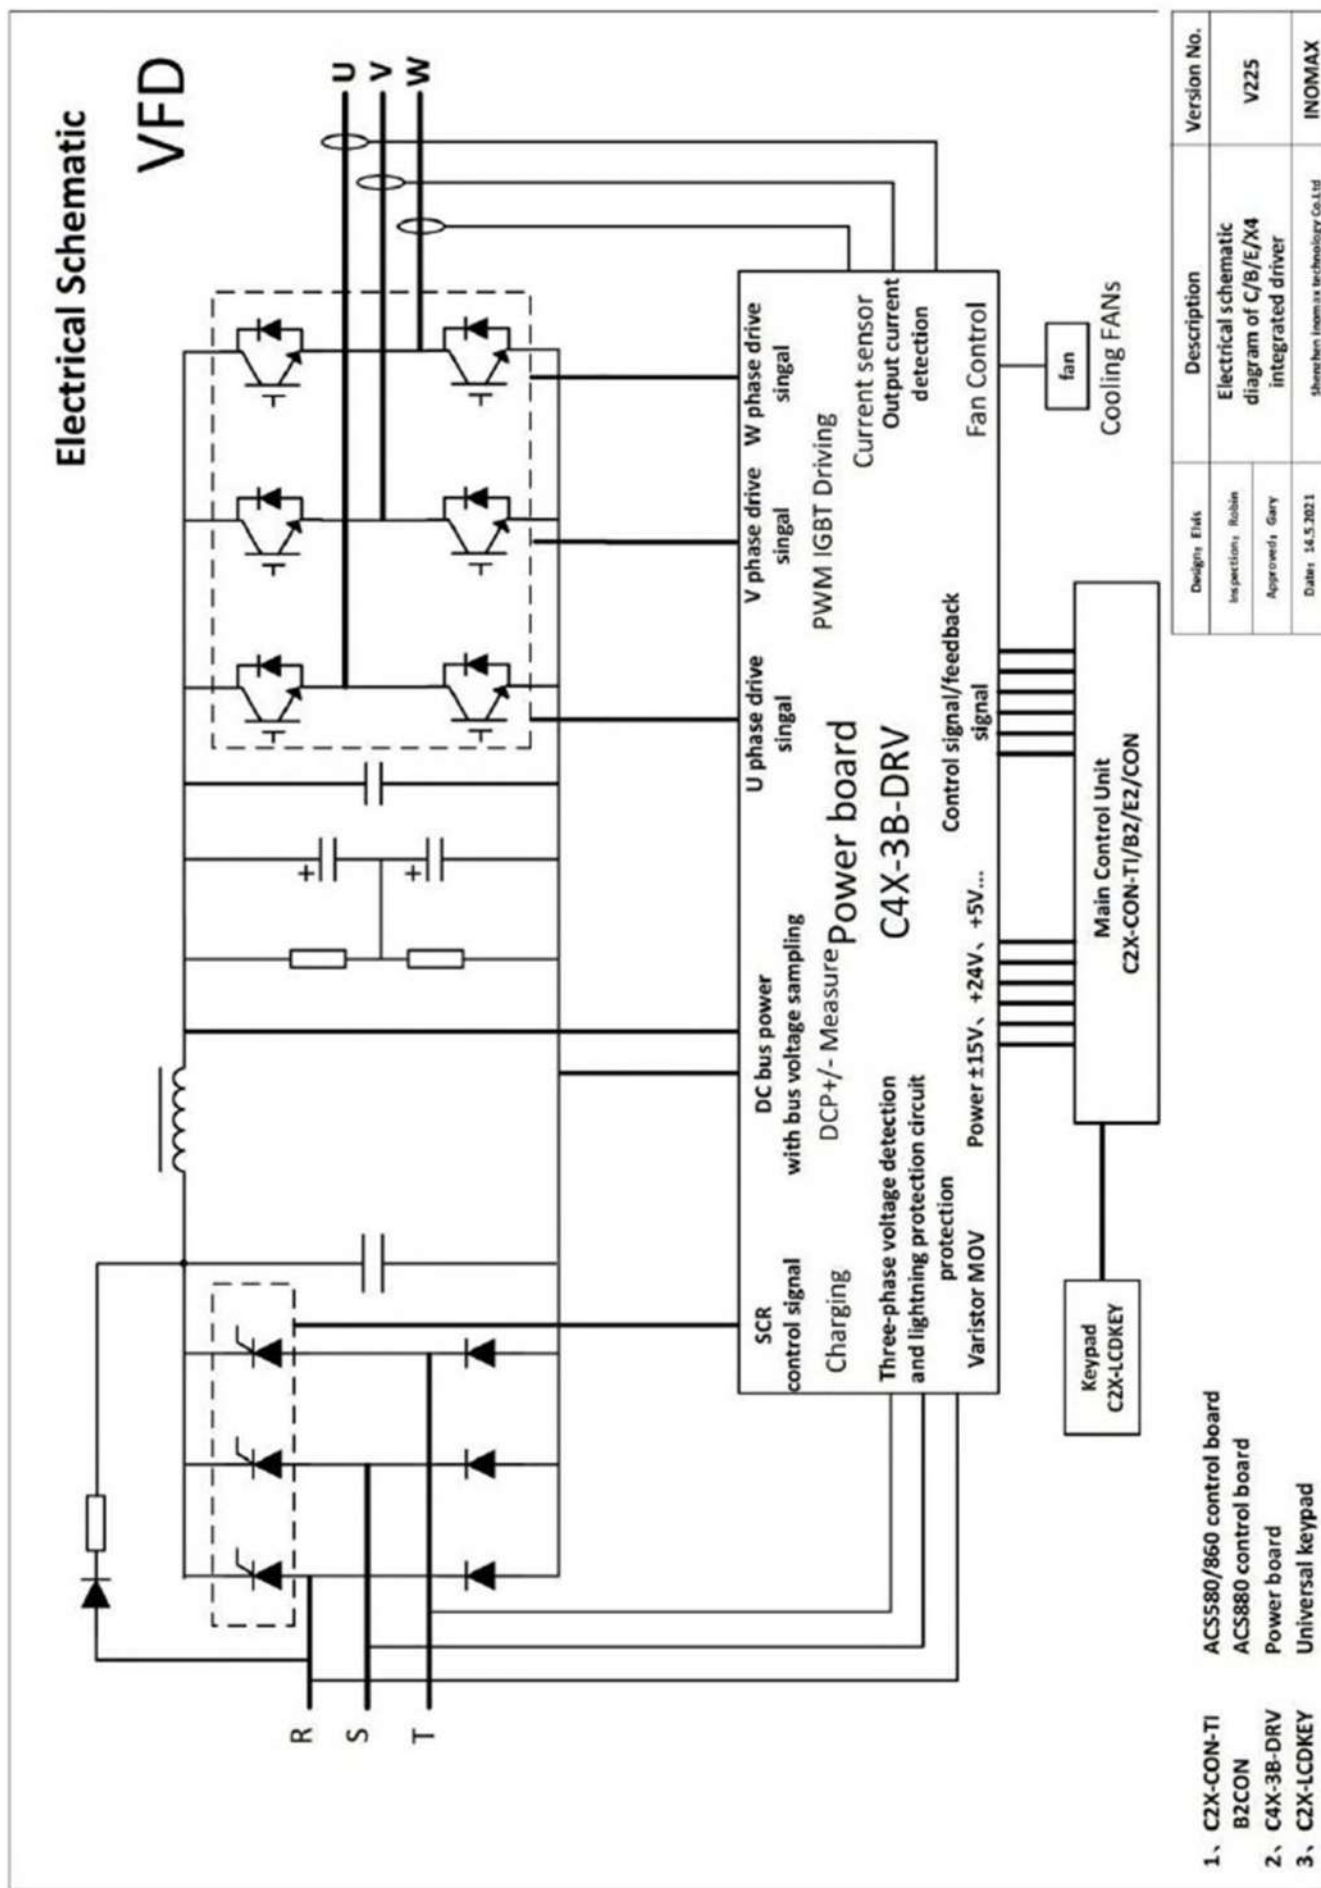 Electrical Schematic
VFD
U
V
W
R
S
T
SCR
control signal
Charging
DC bus power
with bus voltage sampling
DCP+/- Measure
U phase drive
singal
V phase drive
singal
W phase drive
singal
PWM IGBT Driving
Current sensor
Output current
detection
Power board
C4X-3B-DRV
Three-phase voltage detection
and lightning protection circuit
protection
Varistor MOV
Power ±15V、+24V、+5V...
Control signal/feedback
signal
Fan Control
fan
Cooling FANs
Keypad
C2X-LCDKEY
Main Control Unit
C2X-CON-TI/B2/E2/CON
1、C2X-CON-TI ACS580/860 control board
B2CON ACS880 control board
2、C4X-3B-DRV Power board
3、C2X-LCDKEY Universal keypad
Design: Elvis
Description
Version No.
Inspection: Robin
Approved: Gary
Electrical schematic
diagram of C/B/E/X4
integrated driver
V225
Date: 14.5.2021
Shenzhen inomax technology Co.Ltd
INOMAX